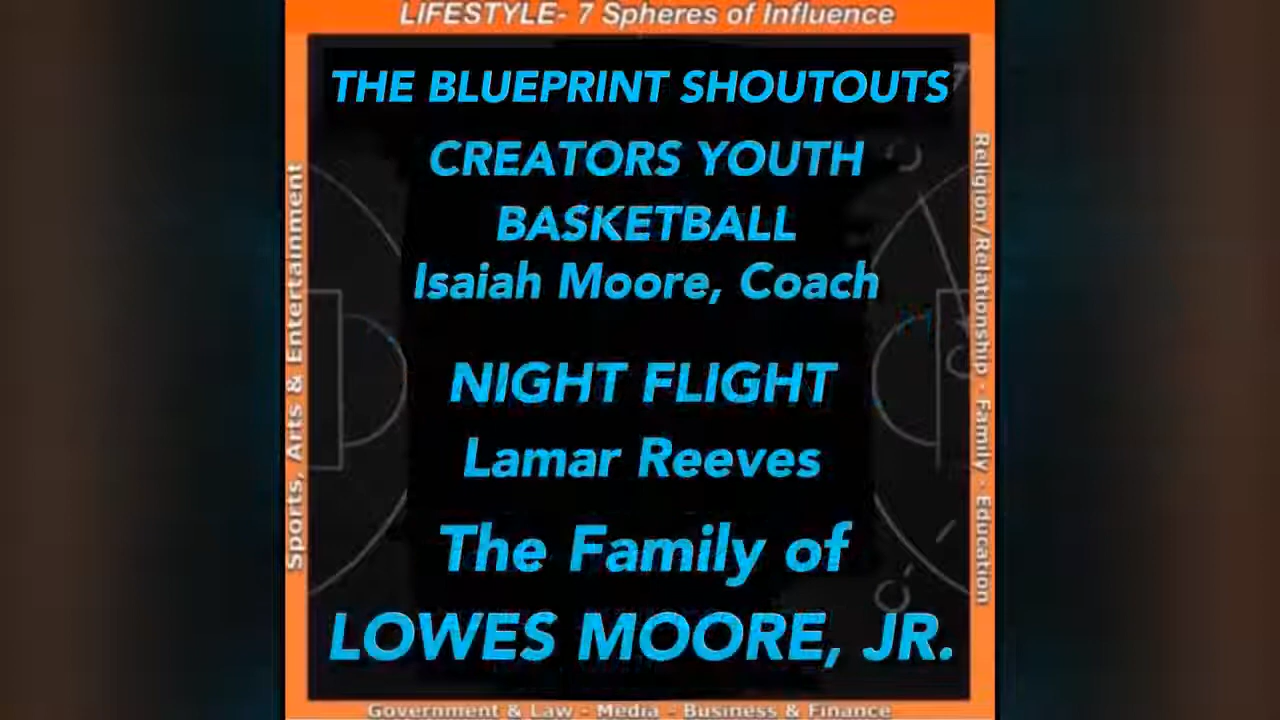 LIFESTYLE- 7 Spheres of Influence
THE BLUEPRINT SHOUTOUTS
CREATORS YOUTH
BASKETBALL
Isaiah Moore, Coach
NIGHT FLIGHT
Lamar Reeves
The Family of
LOWES MOORE, JR.
Sports, Arts & Entertainment
Religion/Relationship - Family - Education
Government & Law - Media - Business & Finance